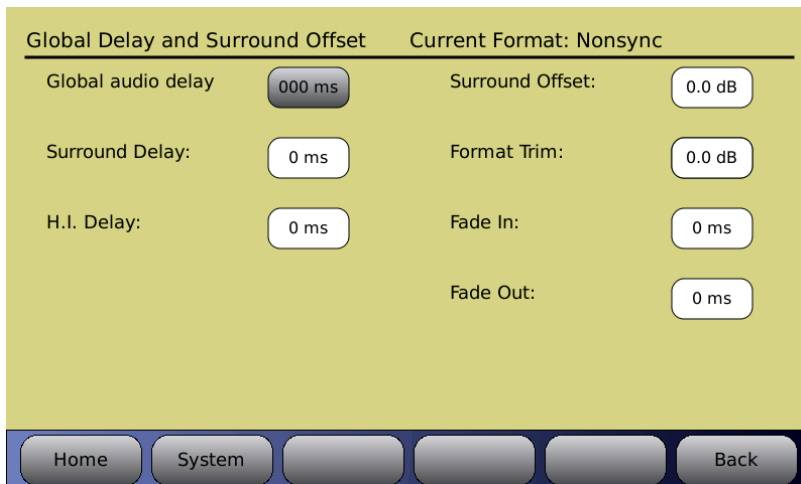 Global Delay and Surround Offset Current Format: Nonsync
Global audio delay 000 ms Surround Offset: 0.0 dB
Surround Delay: 0 ms Format Trim: 0.0 dB
H.I. Delay: 0 ms Fade In: 0 ms
Fade Out: 0 ms
Home System Back